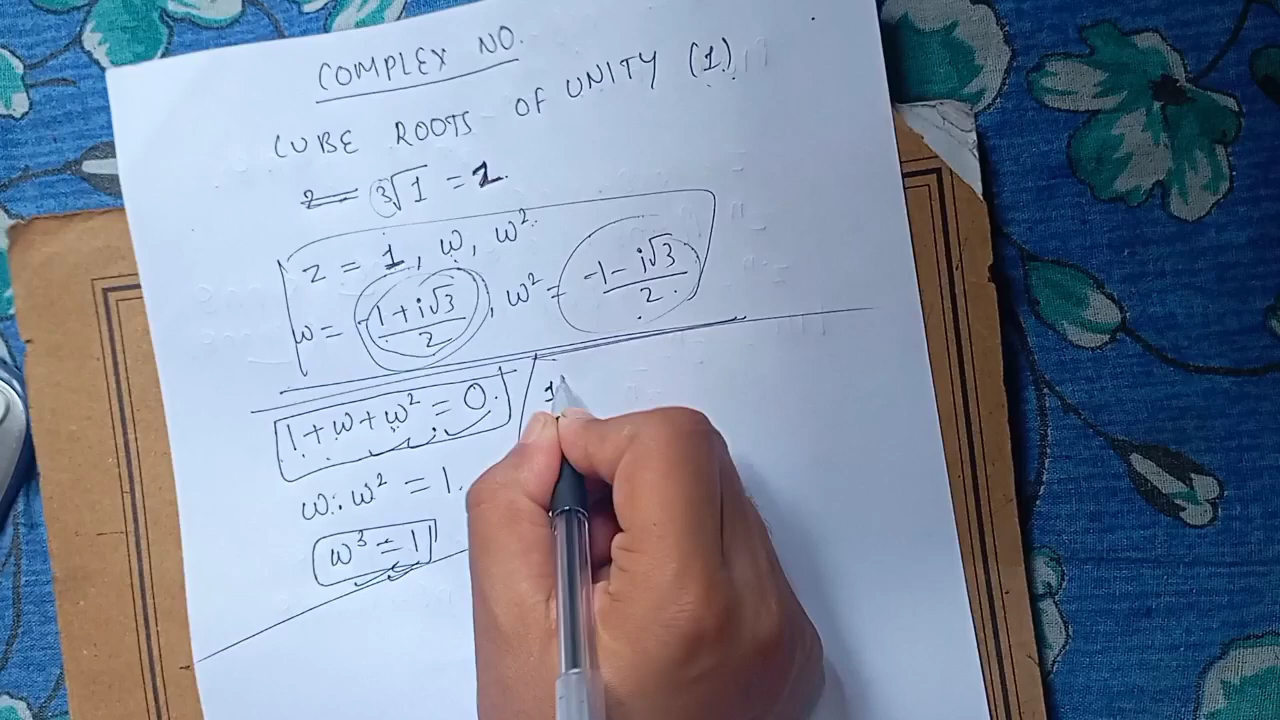 COMPLEX NO.
CUBE ROOTS OF UNITY (1)
∛1 = 1.
z = 1, ω, ω².
ω = (-1+i√3)/2, ω² = (-1-i√3)/2.
1+ω+ω² = 0.
1
ω·ω² = 1.
ω³ = 1